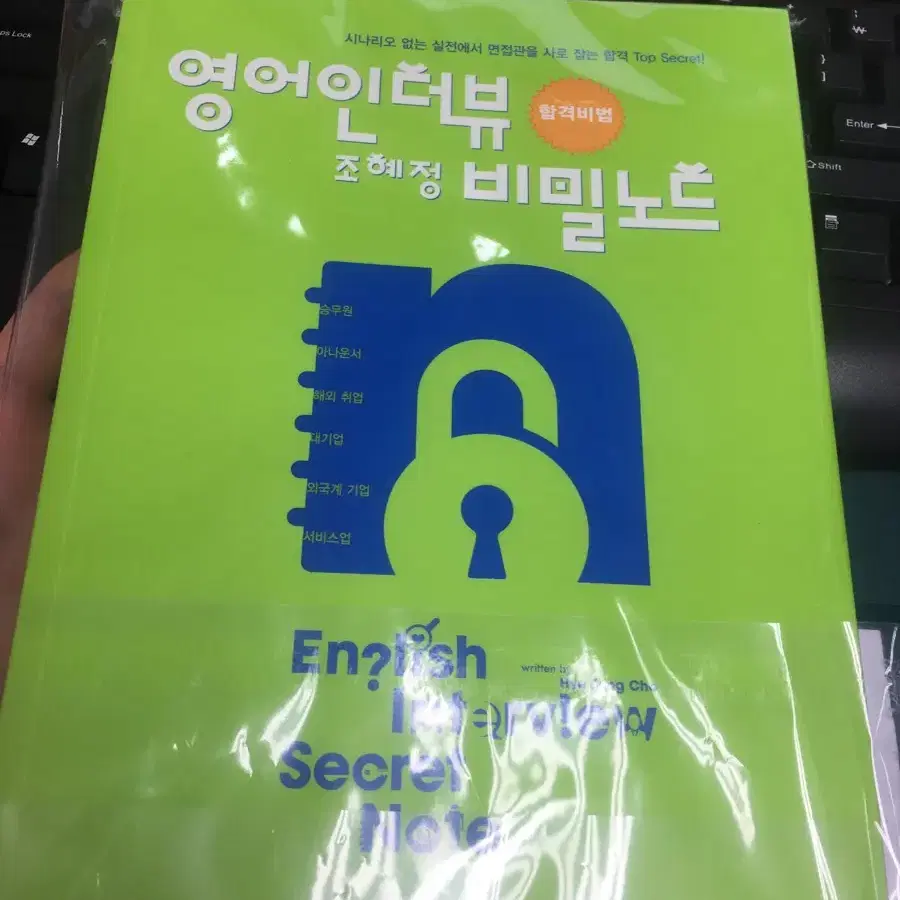 시나리오 없는 실전에서 면접관을 사로 잡는 합격 Top Secret!
영어인터뷰
합격비법
조혜정 비밀노트
승무원
아나운서
해외 취업
대기업
외국계 기업
서비스업
En?lish
written by
Cho
Interview
Secret
Note
Caps Lock
₩
}
]
Enter
Shift